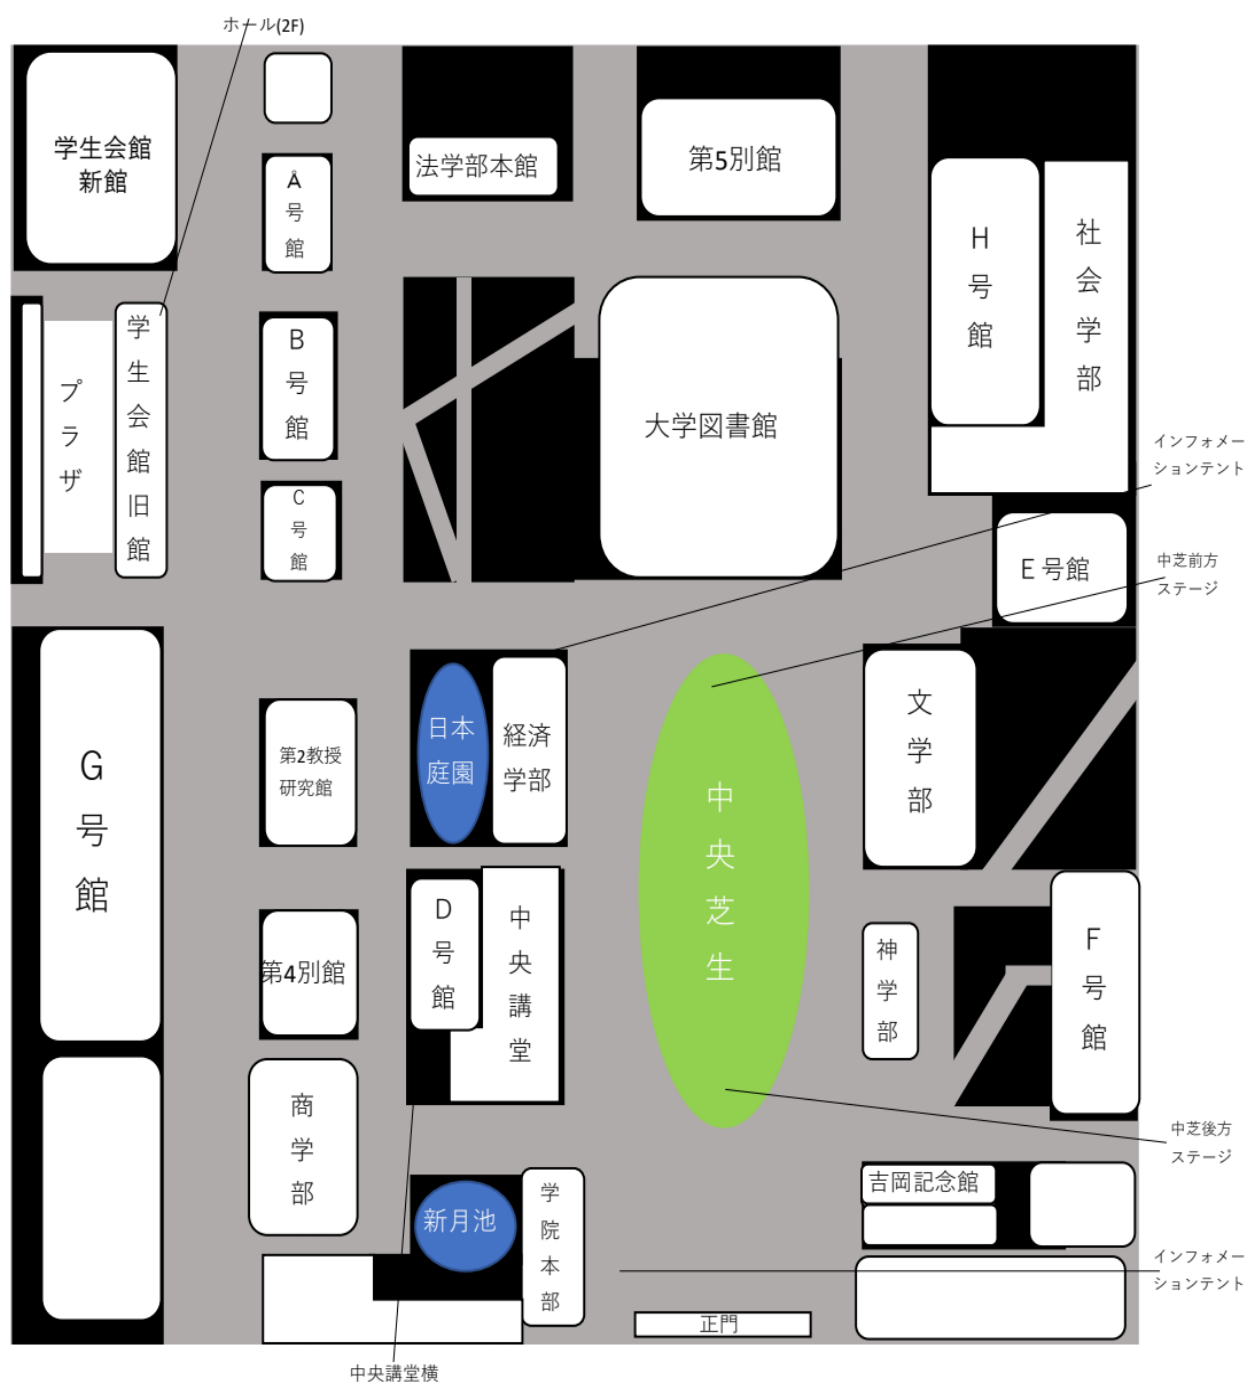 ホール(2F)
学生会館
新館
Å
号
館
法学部本館
第5別館
H
号
館
社
会
学
部
学
生
会
館
旧
館
プ
ラ
ザ
B
号
館
C
号
館
大学図書館
インフォメー
ションテント
E号館
中芝前方
ステージ
G
号
館
第2教授
研究館
日本
庭園
経済
学部
中
央
芝
生
文
学
部
第4別館
D
号
館
中
央
講
堂
神
学
部
F
号
館
商
学
部
中芝後方
ステージ
新月池
学
院
本
部
吉岡記念館
インフォメー
ションテント
正門
中央講堂横